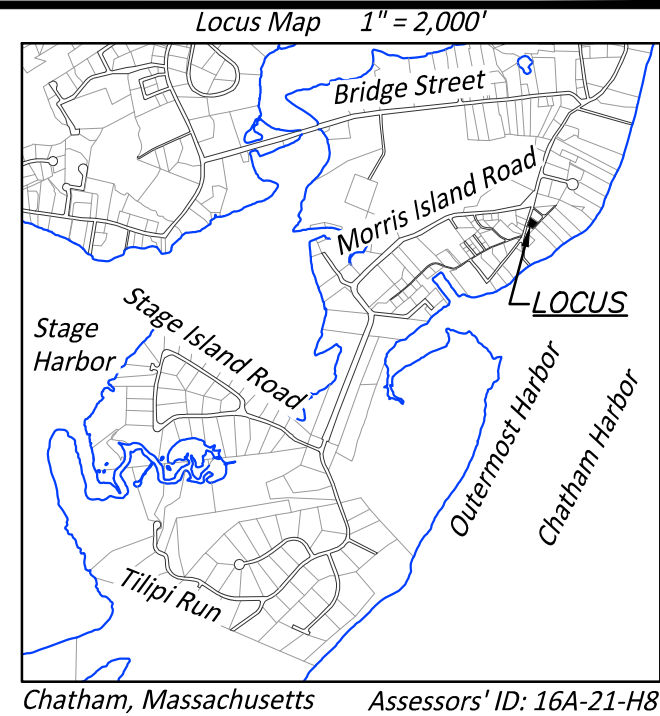 Locus Map 1" = 2,000'
Bridge Street
Morris Island Road
LOCUS
Stage Island Road
Stage
Harbor
Outermost Harbor
Chatham Harbor
Tilipi Run
Chatham, Massachusetts Assessors' ID: 16A-21-H8